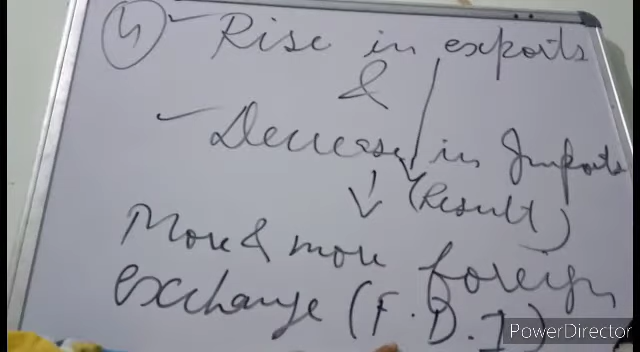 4 Rise in exports
&
Decrease in Imports
(Result)
More & more foreign
exchange (F.D.I)
PowerDirector